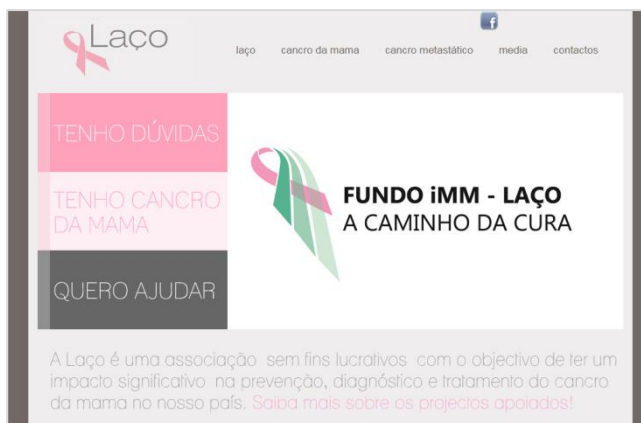 Laço
laço cancro da mama cancro metastático media contactos
TENHO DÚVIDAS
TENHO CANCRO
DA MAMA
QUERO AJUDAR
FUNDO iMM - LAÇO
A CAMINHO DA CURA
A Laço é uma associação sem fins lucrativos com o objectivo de ter um
impacto significativo na prevenção, diagnóstico e tratamento do cancro
da mama no nosso país. Saiba mais sobre os projectos apoiados!